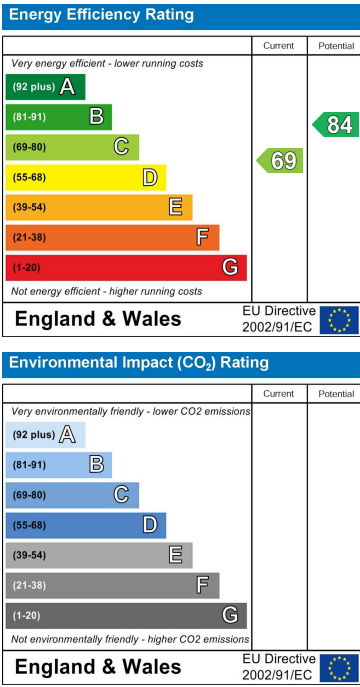 Energy Efficiency Rating
Current Potential
Very energy efficient - lower running costs
(92 plus) A
(81-91) B
84
(69-80) C
69
(55-68) D
(39-54) E
(21-38) F
(1-20) G
Not energy efficient - higher running costs
England & Wales
EU Directive
2002/91/EC
Environmental Impact (CO₂) Rating
Current Potential
Very environmentally friendly - lower CO2 emissions
(92 plus) A
(81-91) B
(69-80) C
(55-68) D
(39-54) E
(21-38) F
(1-20) G
Not environmentally friendly - higher CO2 emissions
England & Wales
EU Directive
2002/91/EC